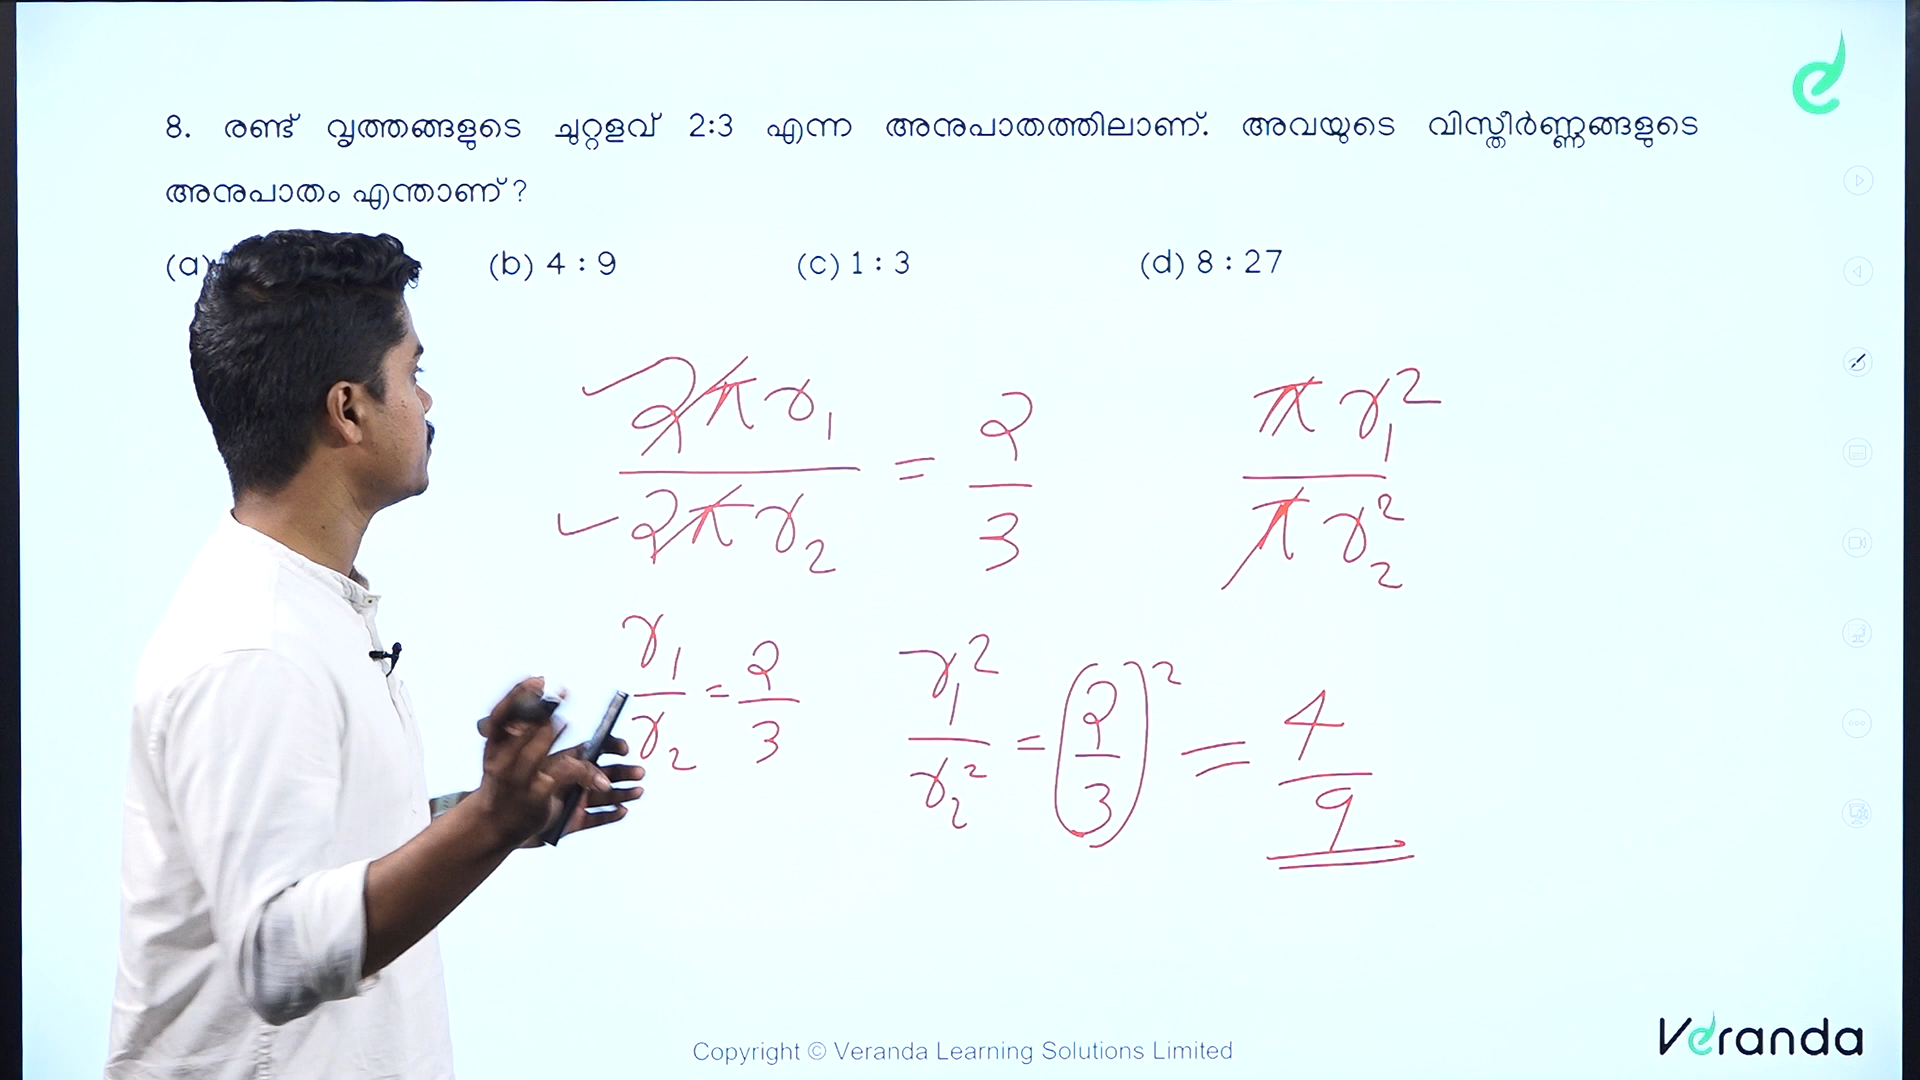 8. രണ്ട് വൃത്തങ്ങളുടെ ചുറ്റളവ് 2:3 എന്ന അനുപാതത്തിലാണ്. അവയുടെ വിസ്തീർണ്ണങ്ങളുടെ
അനുപാതം എന്താണ് ?
(a) (b) 4 : 9 (c) 1 : 3 (d) 8 : 27
2πr₁ / 2πr₂ = 2/3 πr₁² / πr₂²
r₁/r₂ = 2/3 r₁²/r₂² = (2/3)² = 4/9
Copyright © Veranda Learning Solutions Limited
Veranda